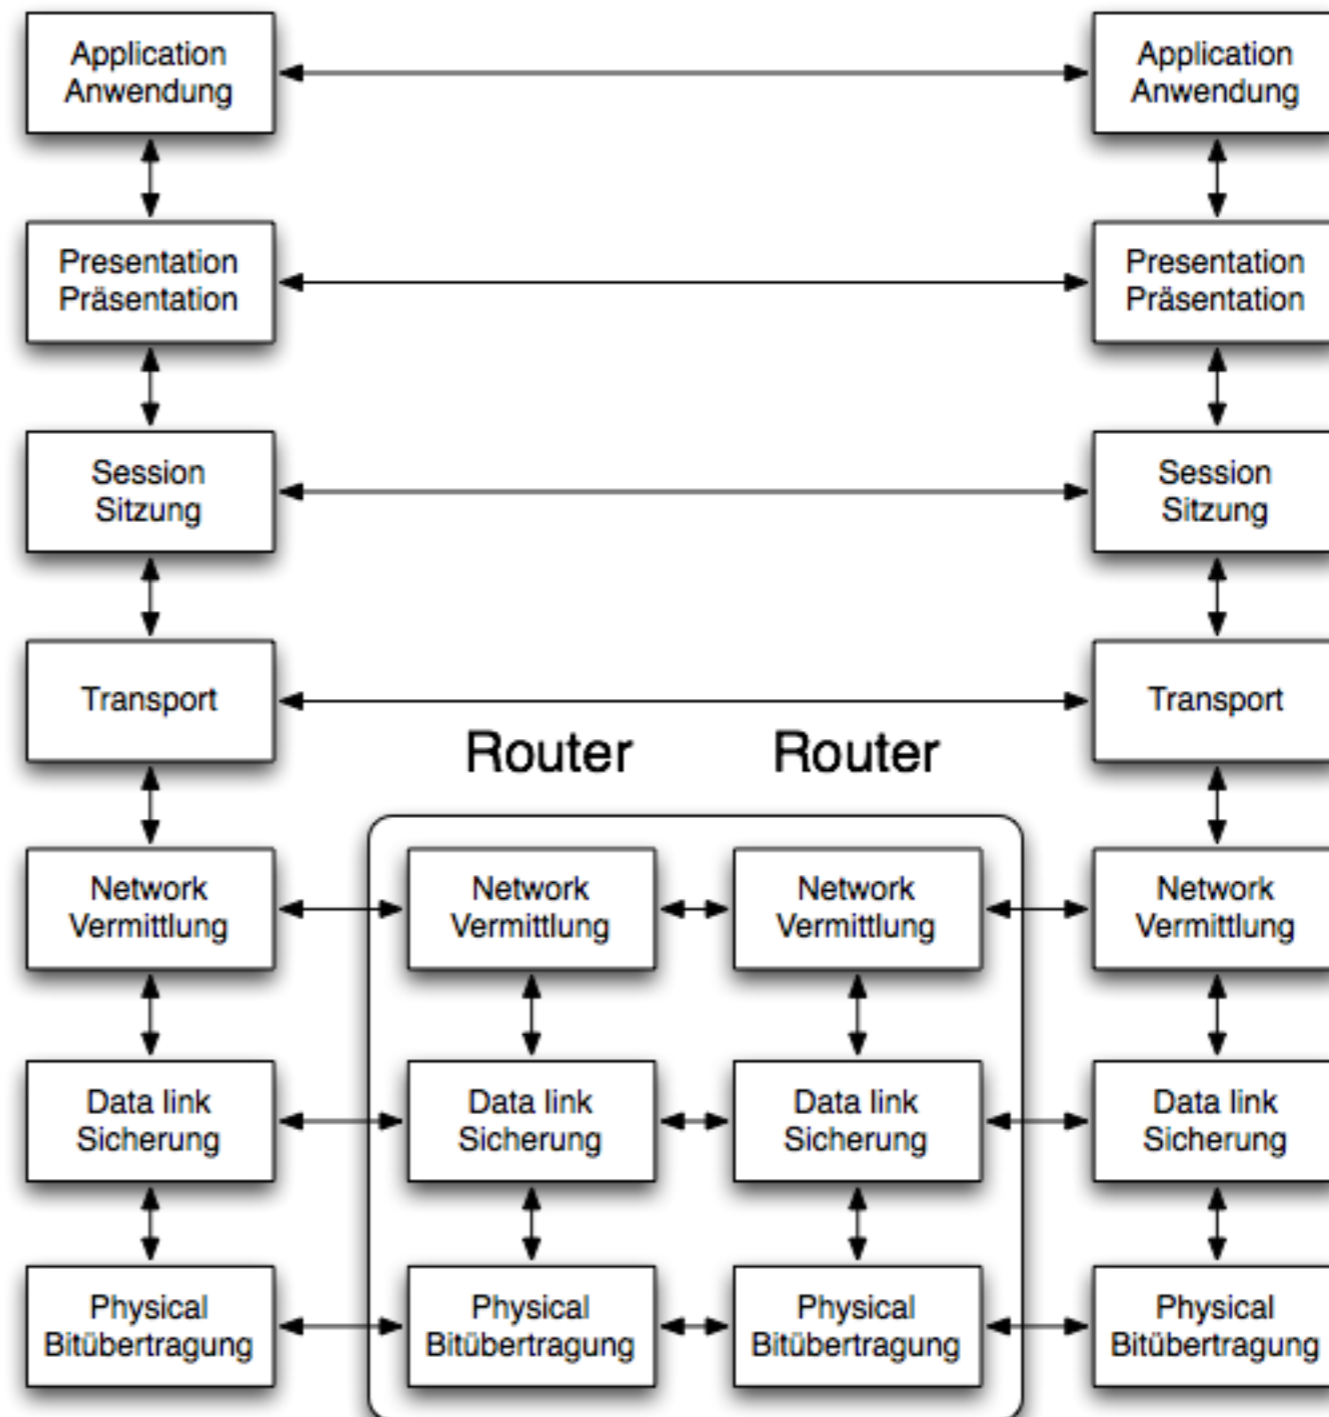 Application
Anwendung
Application
Anwendung
Presentation
Präsentation
Presentation
Präsentation
Session
Sitzung
Session
Sitzung
Transport
Transport
Router
Router
Network
Vermittlung
Network
Vermittlung
Network
Vermittlung
Network
Vermittlung
Data link
Sicherung
Data link
Sicherung
Data link
Sicherung
Data link
Sicherung
Physical
Bitübertragung
Physical
Bitübertragung
Physical
Bitübertragung
Physical
Bitübertragung